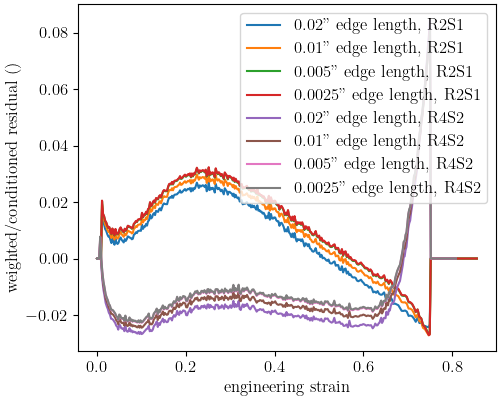 0.08
0.06
0.04
0.02
0.00
−0.02
weighted/conditioned residual ()
0.02” edge length, R2S1
0.01” edge length, R2S1
0.005” edge length, R2S1
0.0025” edge length, R2S1
0.02” edge length, R4S2
0.01” edge length, R4S2
0.005” edge length, R4S2
0.0025” edge length, R4S2
0.0 0.2 0.4 0.6 0.8
engineering strain